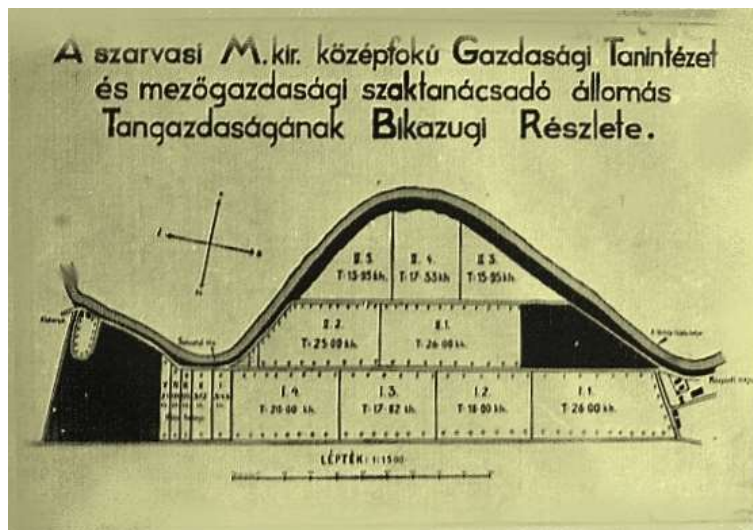 A szarvasi M.kir. középfokú Gazdasági Tanintézet
és mezőgazdasági szaktanácsadó állomás
Tangazdaságának Bikazugi Részlete.
II. 5.
T: 15·95 kh.
II. 4.
T: 17·55 kh.
II. 3.
T: 15·95 kh.
II. 2.
T: 25·00 kh.
II. 1.
T: 26·00 kh.
I. 4.
T: 20·00 kh.
I. 3.
T: 17·82 kh.
I. 2.
T: 18·00 kh.
I. 1.
T: 26·00 kh.
LÉPTÉK: 1:1500